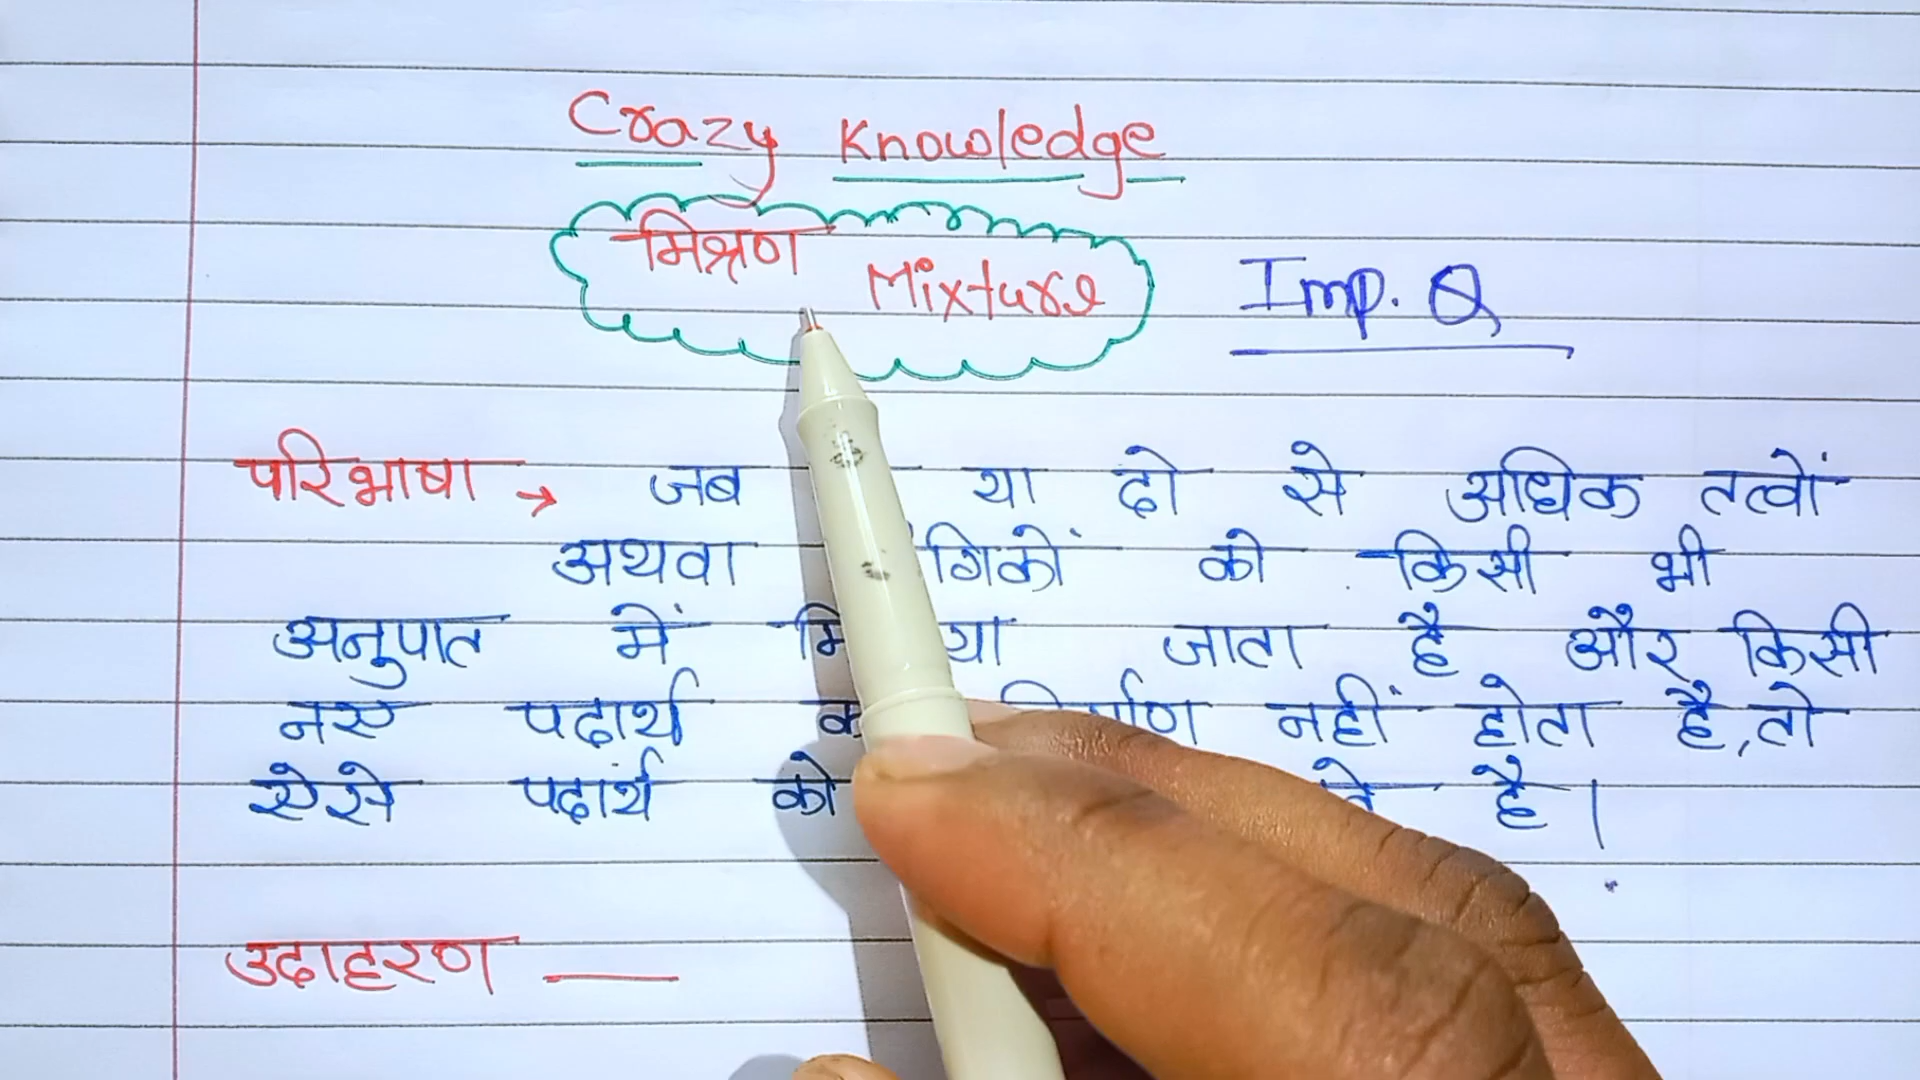 Crazy Knowledge
मिश्रण Mixture
Imp. Q
परिभाषा → जब या दो से अधिक तत्वों
अथवा को किसी भी
अनुपात में जाता है और किसी
नए पदार्थ नहीं होता है, तो
ऐसे पदार्थ को है।
उदाहरण —